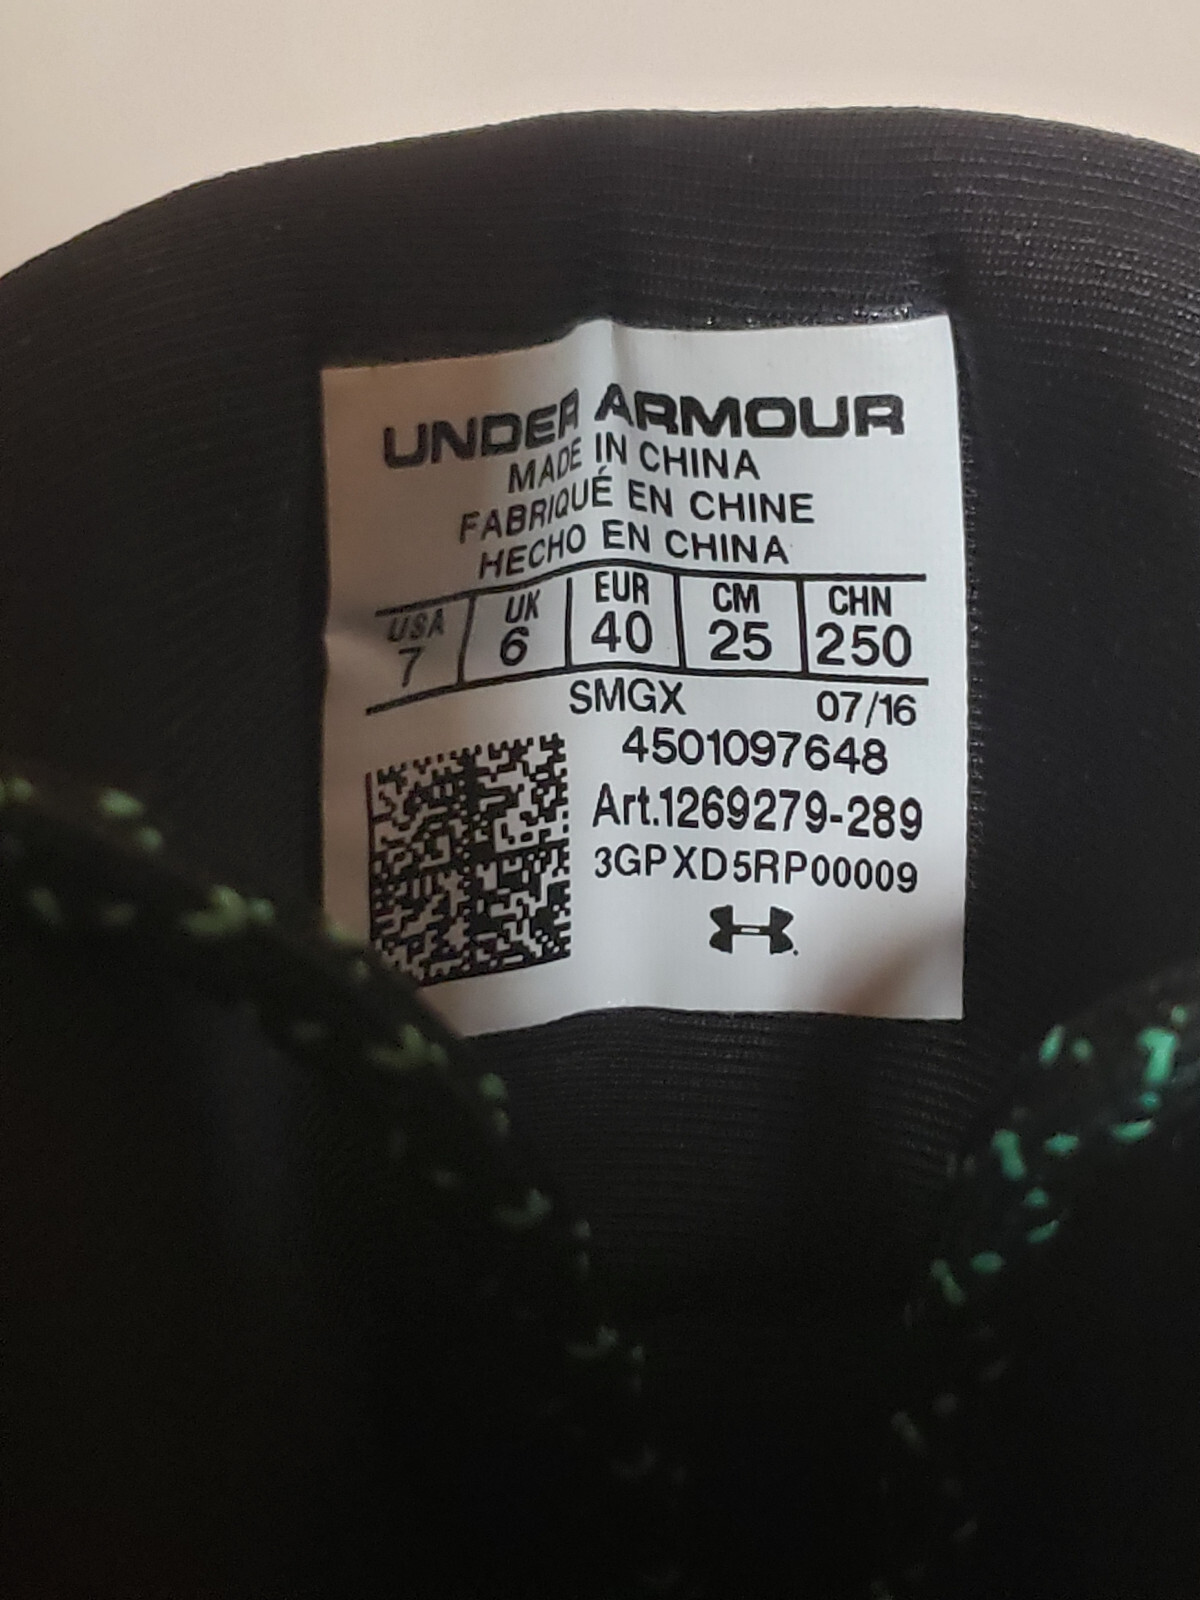 UNDER ARMOUR
MADE IN CHINA
FABRIQUÉ EN CHINE
HECHO EN CHINA
USA UK EUR CM CHN
7 6 40 25 250
SMGX 07/16
4501097648
Art.1269279-289
3GPXD5RP00009